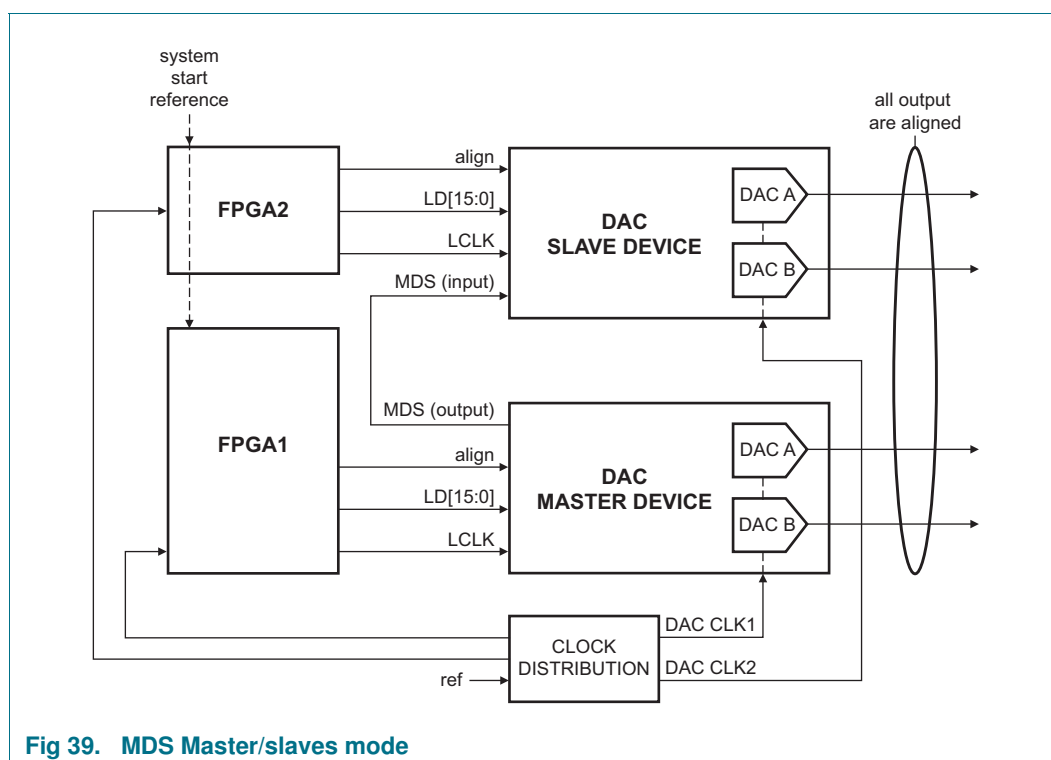 system
start
reference
all output
are aligned
FPGA2
align
LD[15:0]
LCLK
MDS (input)
DAC
SLAVE DEVICE
DAC A
DAC B
FPGA1
MDS (output)
align
LD[15:0]
LCLK
DAC
MASTER DEVICE
DAC A
DAC B
CLOCK
DISTRIBUTION
DAC CLK1
DAC CLK2
ref
Fig 39. MDS Master/slaves mode